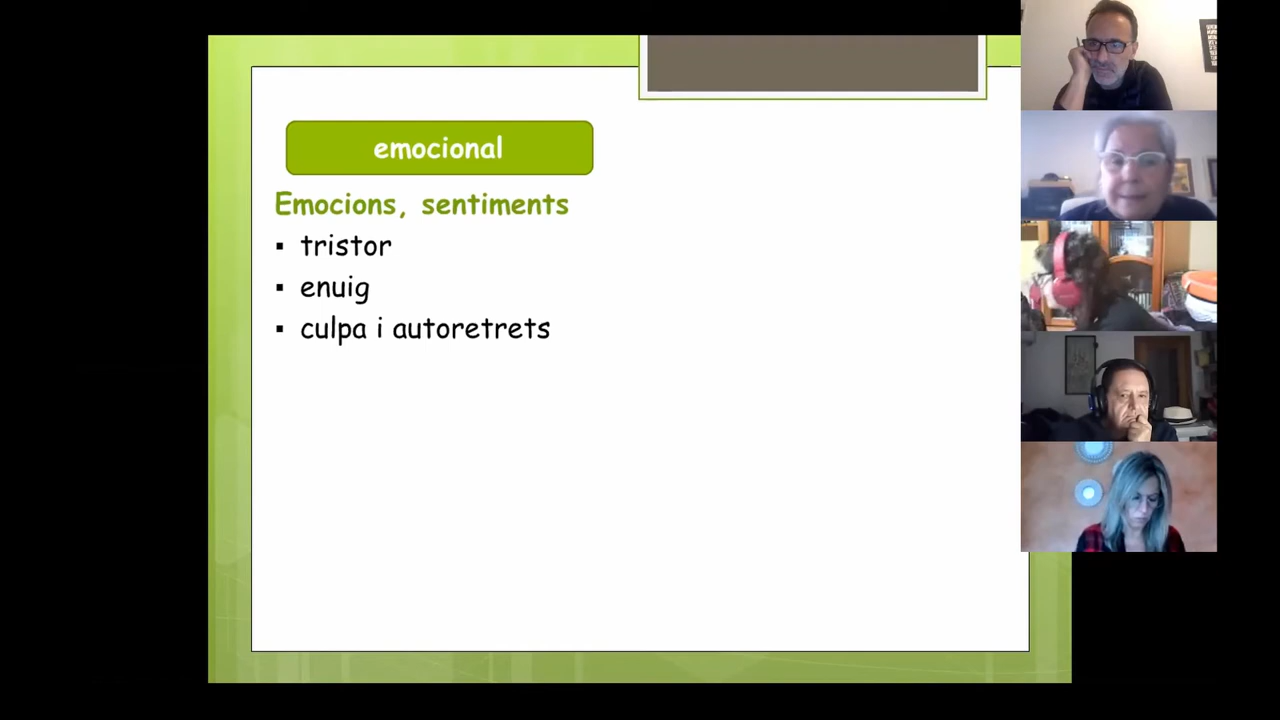 emocional
Emocions, sentiments
▪ tristor
▪ enuig
▪ culpa i autoretrets